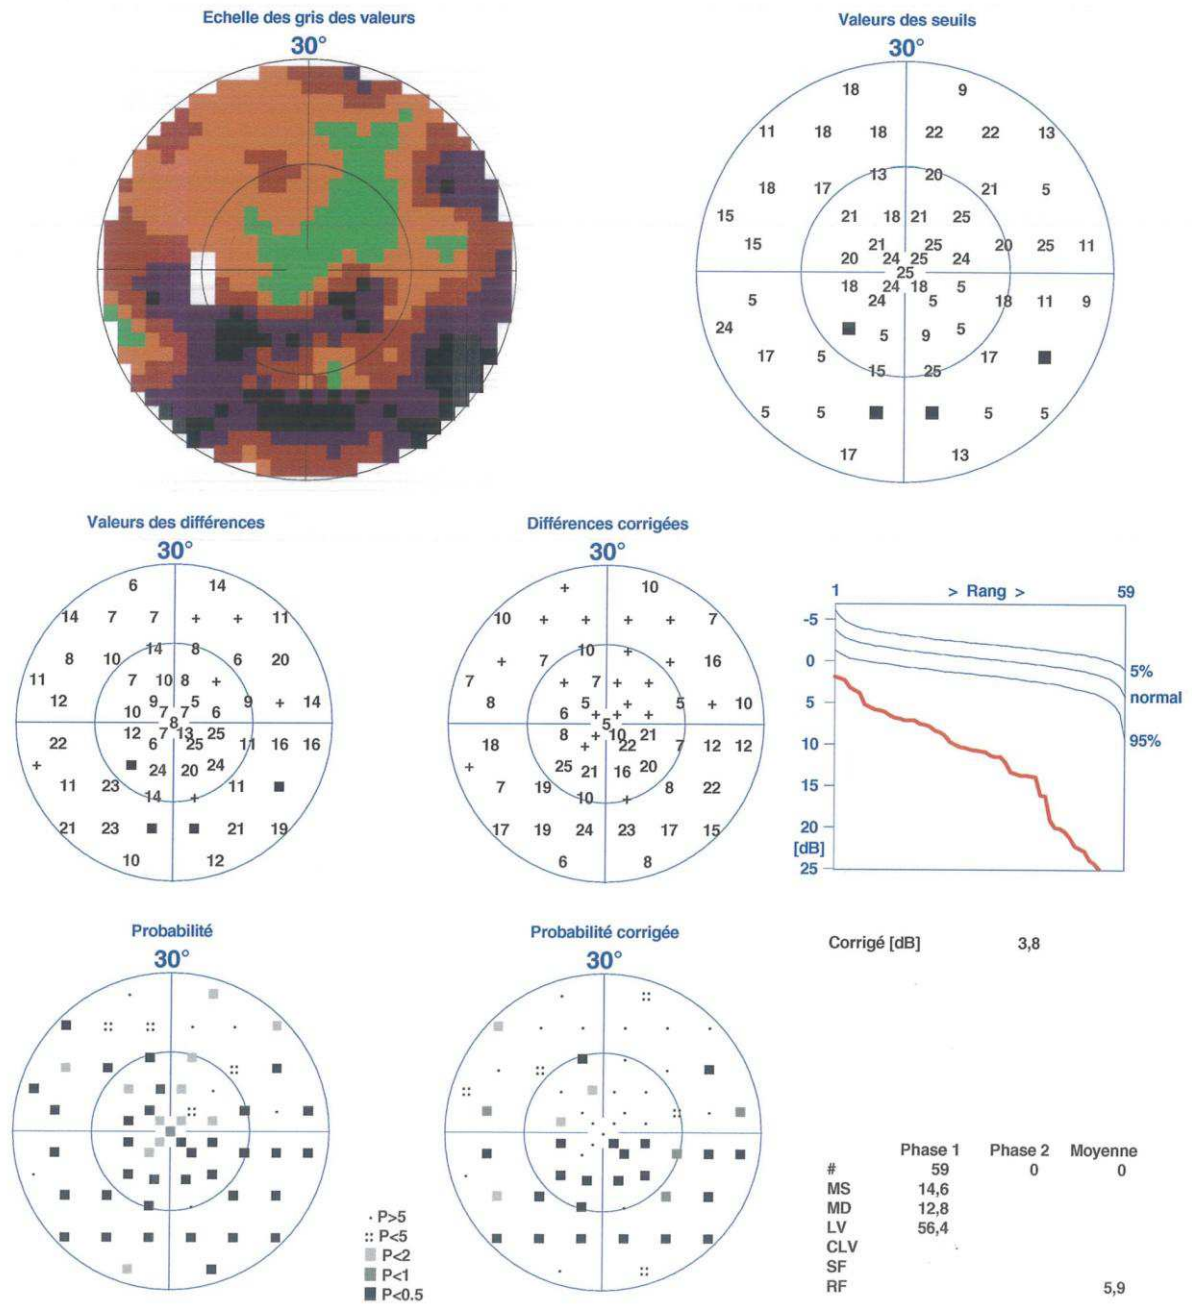 Echelle des gris des valeurs
30°
Valeurs des seuils
30°
18 9
11 18 18 22 22 13
13 20
18 17 21 5
15 21 18 21 25
15 21 25 20 25 11
20 24 25 24
25
18 24 18 5
5 24 5 18 11 9
24 ■ 5 9 5
17 5 17 ■
15 25
5 5 ■ ■ 5 5
17 13
Valeurs des différences
30°
6 14
14 7 7 + + 11
14 8
8 10 6 20
11 7 10 8 +
12 9 5 9 + 14
10 7 7 6
8
12 7 13 25
22 6 25 11 16 16
+ ■ 24 20 24
11 23 11 ■
14 +
21 23 ■ ■ 21 19
10 12
Différences corrigées
30°
+ 10
10 + + + + 7
10 +
+ 7 + 16
7 + 7 + +
8 5 + 5 + 10
6 + + +
5
8 + 10 21
18 + 22 7 12 12
+ 25 21 16 20
7 19 8 22
10 +
17 19 24 23 17 15
6 8
1 > Rang > 59
-5
0
5
10
15
20
[dB]
25
5%
normal
95%
Probabilité
30°
Probabilité corrigée
30°
Corrigé [dB] 3,8
. P>5
:: P<5
P<2
P<1
P<0.5
Phase 1 Phase 2 Moyenne
# 59 0 0
MS 14,6
MD 12,8
LV 56,4
CLV
SF
RF 5,9